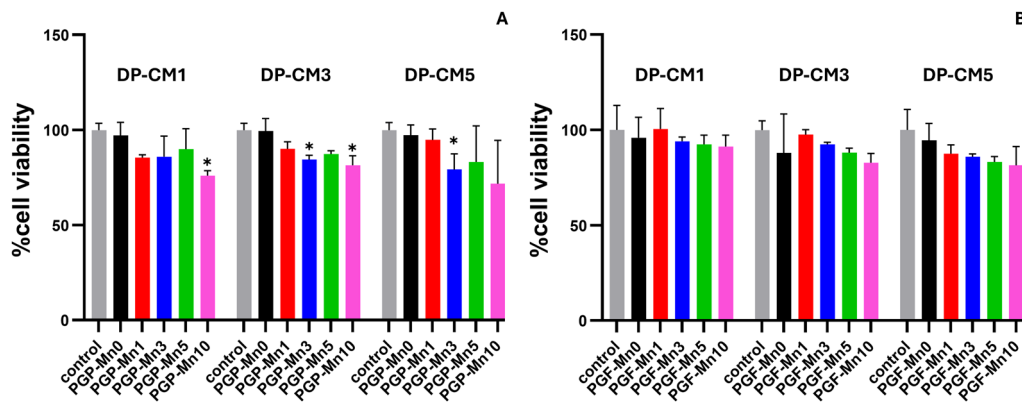 A
%cell viability
150
100
50
0
DP-CM1
DP-CM3
DP-CM5
*
*
*
*
control
PGP-Mn0
PGP-Mn1
PGP-Mn3
PGP-Mn5
PGP-Mn10
control
PGP-Mn0
PGP-Mn1
PGP-Mn3
PGP-Mn5
PGP-Mn10
control
PGP-Mn0
PGP-Mn1
PGP-Mn3
PGP-Mn5
PGP-Mn10
B
%cell viability
150
100
50
0
DP-CM1
DP-CM3
DP-CM5
control
PGF-Mn0
PGF-Mn1
PGF-Mn3
PGF-Mn5
PGF-Mn10
control
PGF-Mn0
PGF-Mn1
PGF-Mn3
PGF-Mn5
PGF-Mn10
control
PGF-Mn0
PGF-Mn1
PGF-Mn3
PGF-Mn5
PGF-Mn10